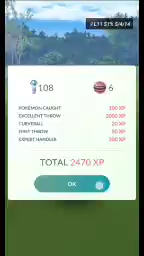 108
6
POKÉMON CAUGHT 100 XP
EXCELLENT THROW 2000 XP
CURVEBALL 20 XP
FIRST THROW 50 XP
EXPERT HANDLER 300 XP
TOTAL 2470 XP
OK